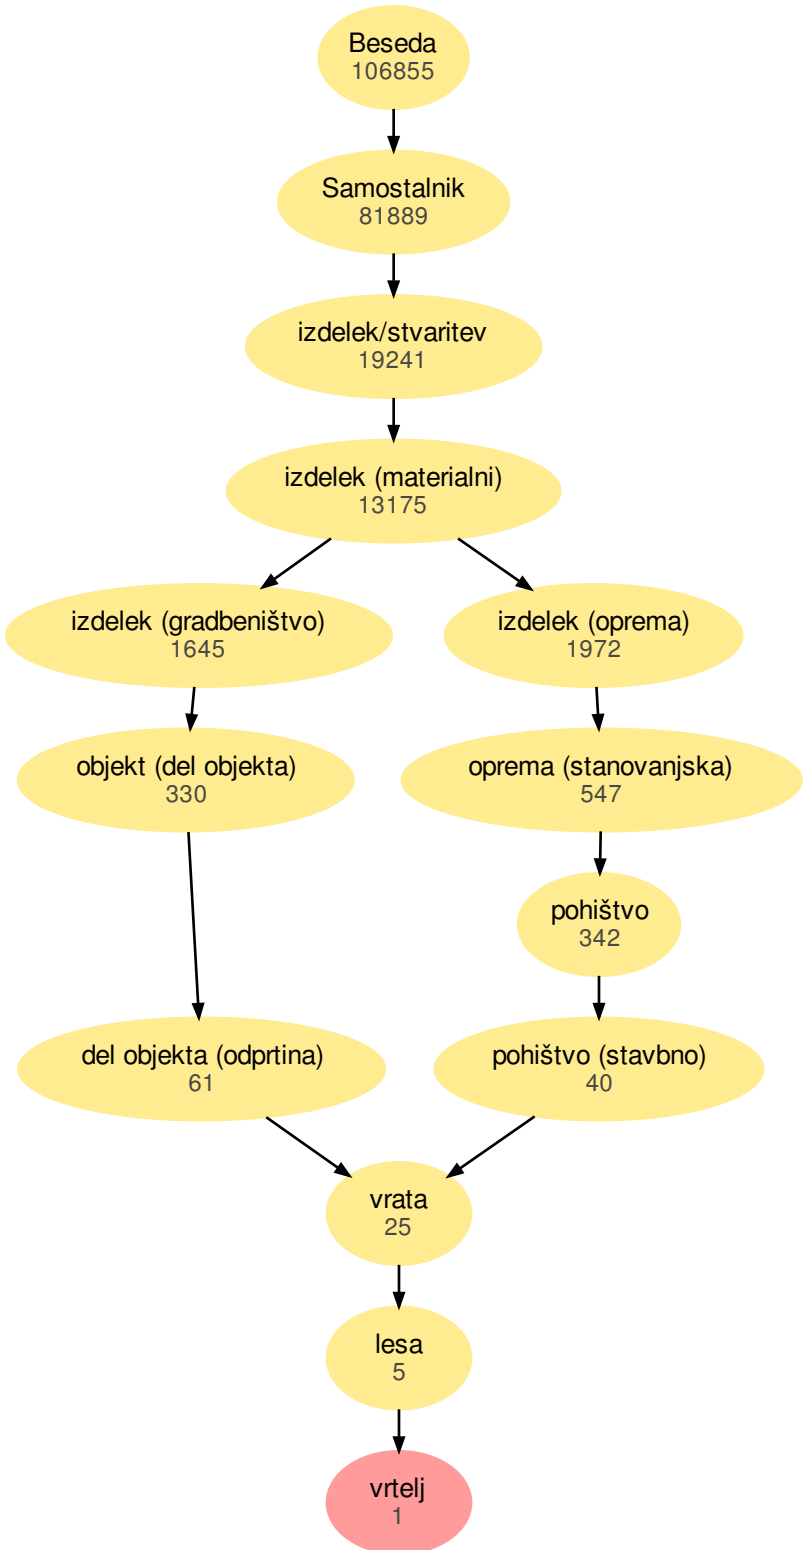 Beseda
106855
Samostalnik
81889
izdelek/stvaritev
19241
izdelek (materialni)
13175
izdelek (gradbeništvo)
1645
izdelek (oprema)
1972
objekt (del objekta)
330
oprema (stanovanjska)
547
pohištvo
342
del objekta (odprtina)
61
pohištvo (stavbno)
40
vrata
25
lesa
5
vrtelj
1